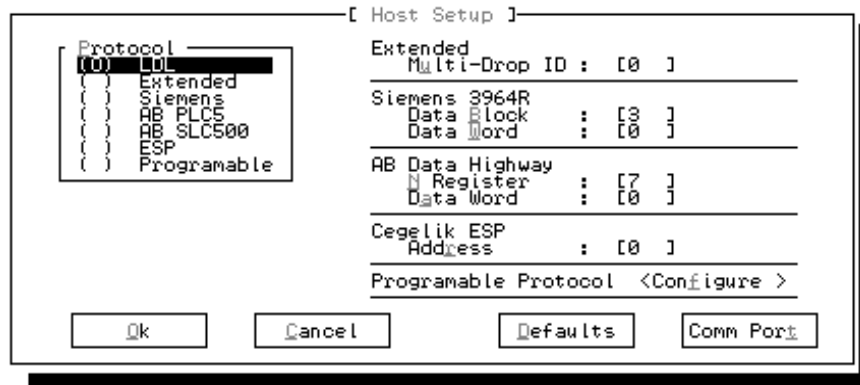 [ Host Setup ]
Protocol
(O) LDL
( ) Extended
( ) Siemens
( ) AB PLC5
( ) AB SLC500
( ) ESP
( ) Programable
Extended
Multi-Drop ID : [0 ]
Siemens 3964R
Data Block : [3 ]
Data Word : [0 ]
AB Data Highway
N Register : [7 ]
Data Word : [0 ]
Cegelik ESP
Address : [0 ]
Programable Protocol <Configure >
Ok
Cancel
Defaults
Comm Port